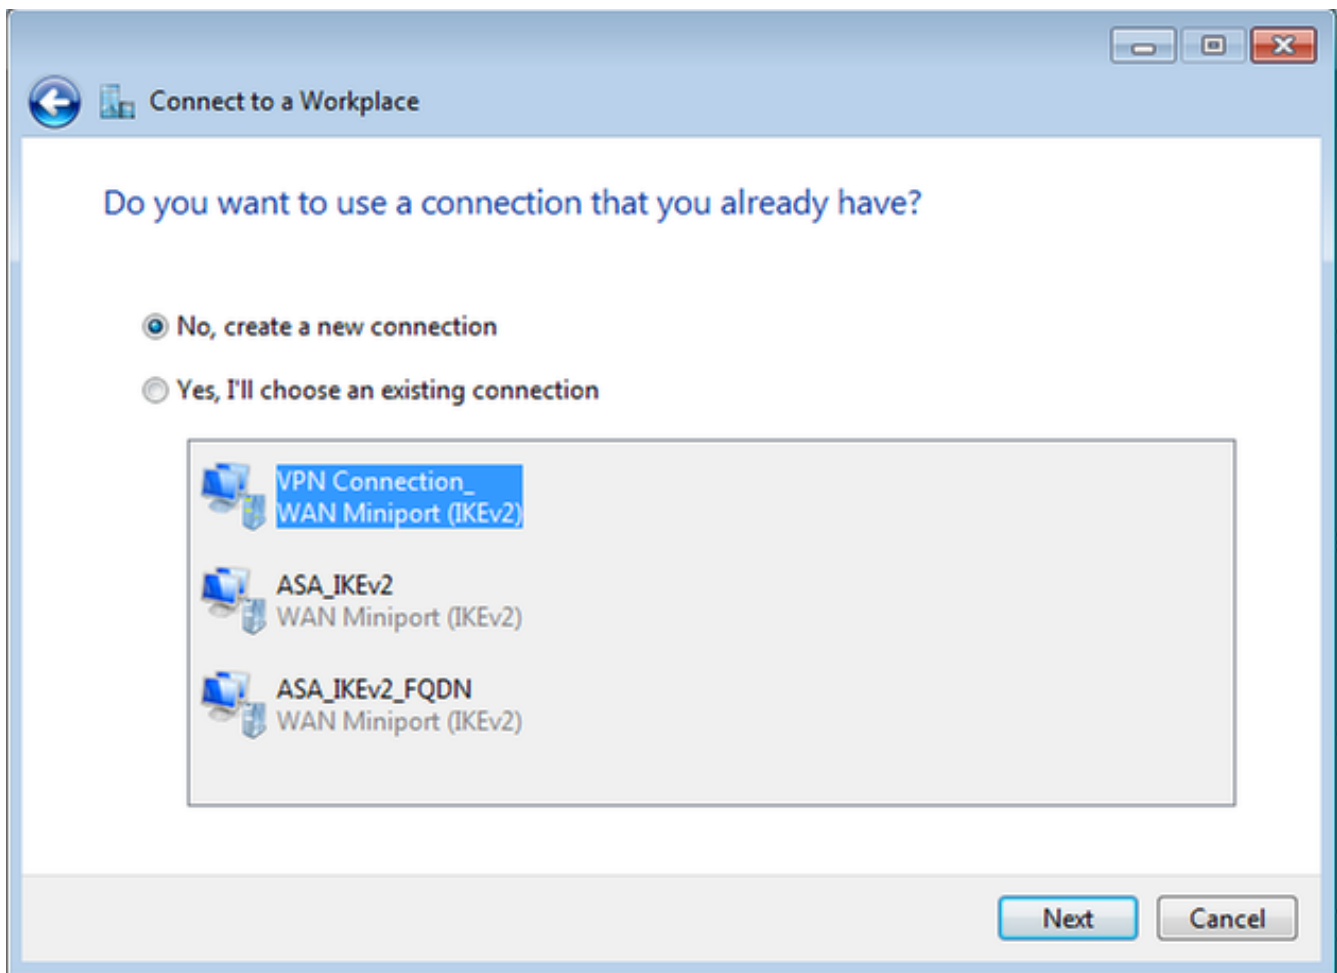 Connect to a Workplace
Do you want to use a connection that you already have?
No, create a new connection
Yes, I'll choose an existing connection
VPN Connection_
WAN Miniport (IKEv2)
ASA_IKEv2
WAN Miniport (IKEv2)
ASA_IKEv2_FQDN
WAN Miniport (IKEv2)
Next Cancel